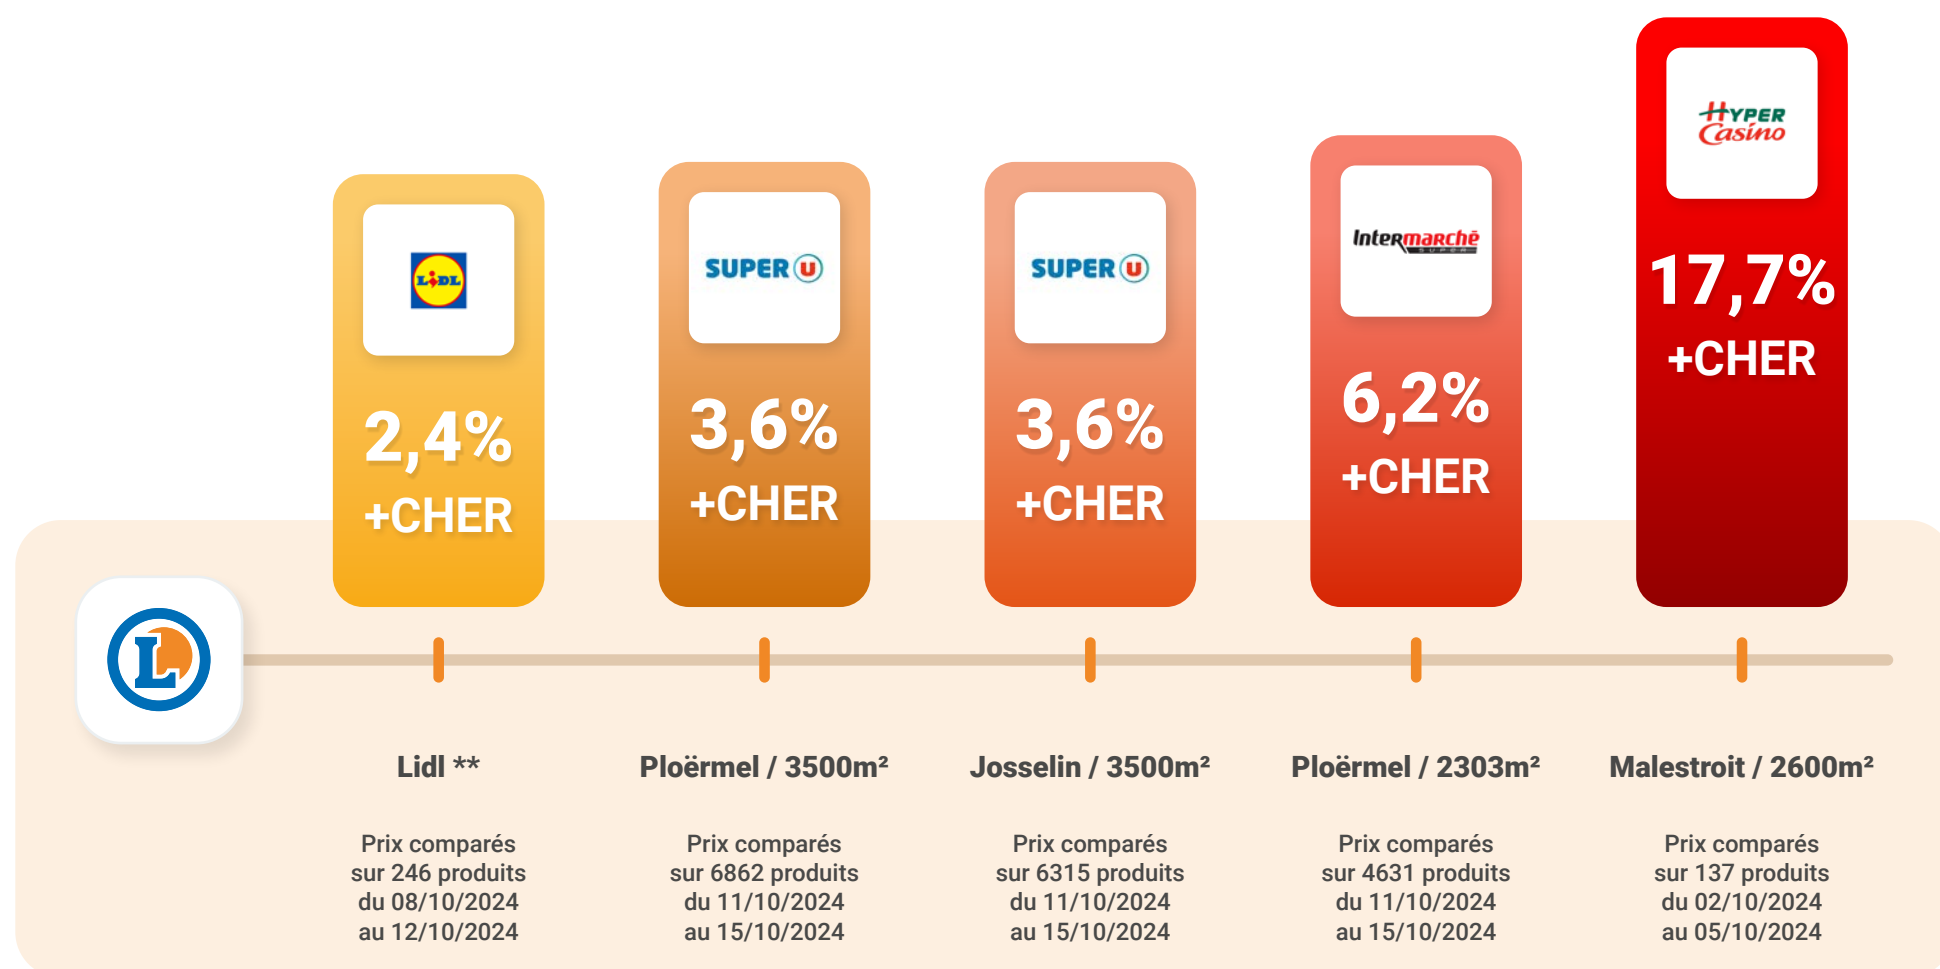 LIDL
2,4%
+CHER
SUPER U
3,6%
+CHER
SUPER U
3,6%
+CHER
Intermarchē
SUPER
6,2%
+CHER
HYPER
Casino
17,7%
+CHER
L
Lidl **
Prix comparés
sur 246 produits
du 08/10/2024
au 12/10/2024
Ploërmel / 3500m²
Prix comparés
sur 6862 produits
du 11/10/2024
au 15/10/2024
Josselin / 3500m²
Prix comparés
sur 6315 produits
du 11/10/2024
au 15/10/2024
Ploërmel / 2303m²
Prix comparés
sur 4631 produits
du 11/10/2024
au 15/10/2024
Malestroit / 2600m²
Prix comparés
sur 137 produits
du 02/10/2024
au 05/10/2024